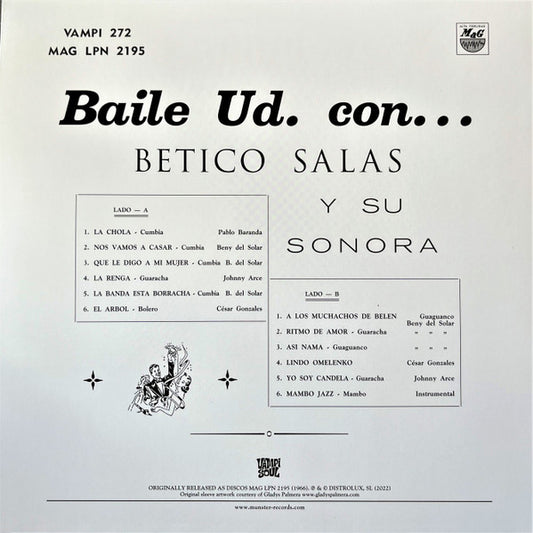 VAMPI 272
MAG LPN 2195
MAG
Baile Ud. con...
BETICO SALAS
Y SU
SONORA
LADO — A
1. LA CHOLA - Cumbia Pablo Baranda
2. NOS VAMOS A CASAR - Cumbia Beny del Solar
3. QUE LE DIGO A MI MUJER - Cumbia B. del Solar
4. LA RENGA - Guaracha Johnny Arce
5. LA BANDA ESTA BORRACHA - Cumbia B. del Solar
6. EL ARBOL - Bolero César Gonzales
LADO — B
1. A LOS MUCHACHOS DE BELEN Guaguanco
Beny del Solar
2. RITMO DE AMOR - Guaracha " " "
3. ASI NAMA - Guaguanco " " "
4. LINDO OMELENKO César Gonzales
5. YO SOY CANDELA - Guaracha Johnny Arce
6. MAMBO JAZZ - Mambo Instrumental
VAMPI
SOUL
ORIGINALLY RELEASED AS DISCOS MAG LPN 2195 (1966). ℗ & © DISTROLUX, SL (2022)
Original sleeve artwork courtesy of Gladys Palmera www.gladyspalmera.com
www.munster-records.com